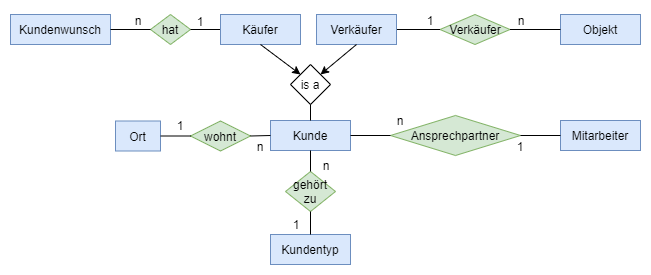 Kundenwunsch n hat 1 Käufer Verkäufer 1 Verkäufer n Objekt
is a
Ort 1 wohnt n Kunde n Ansprechpartner 1 Mitarbeiter
n
gehört
zu
1
Kundentyp